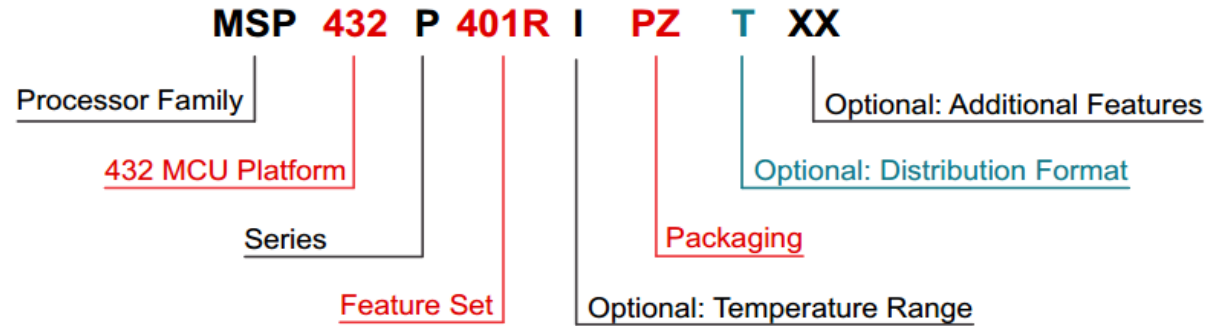 MSP 432 P 401R I PZ T XX
Processor Family
Optional: Additional Features
432 MCU Platform
Optional: Distribution Format
Series
Packaging
Feature Set
Optional: Temperature Range